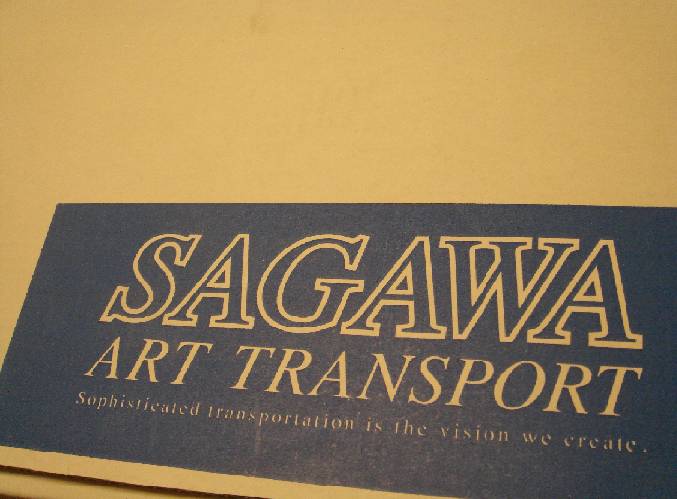 SAGAWA
ART TRANSPORT
Sophisticated transportation is the vision we create.